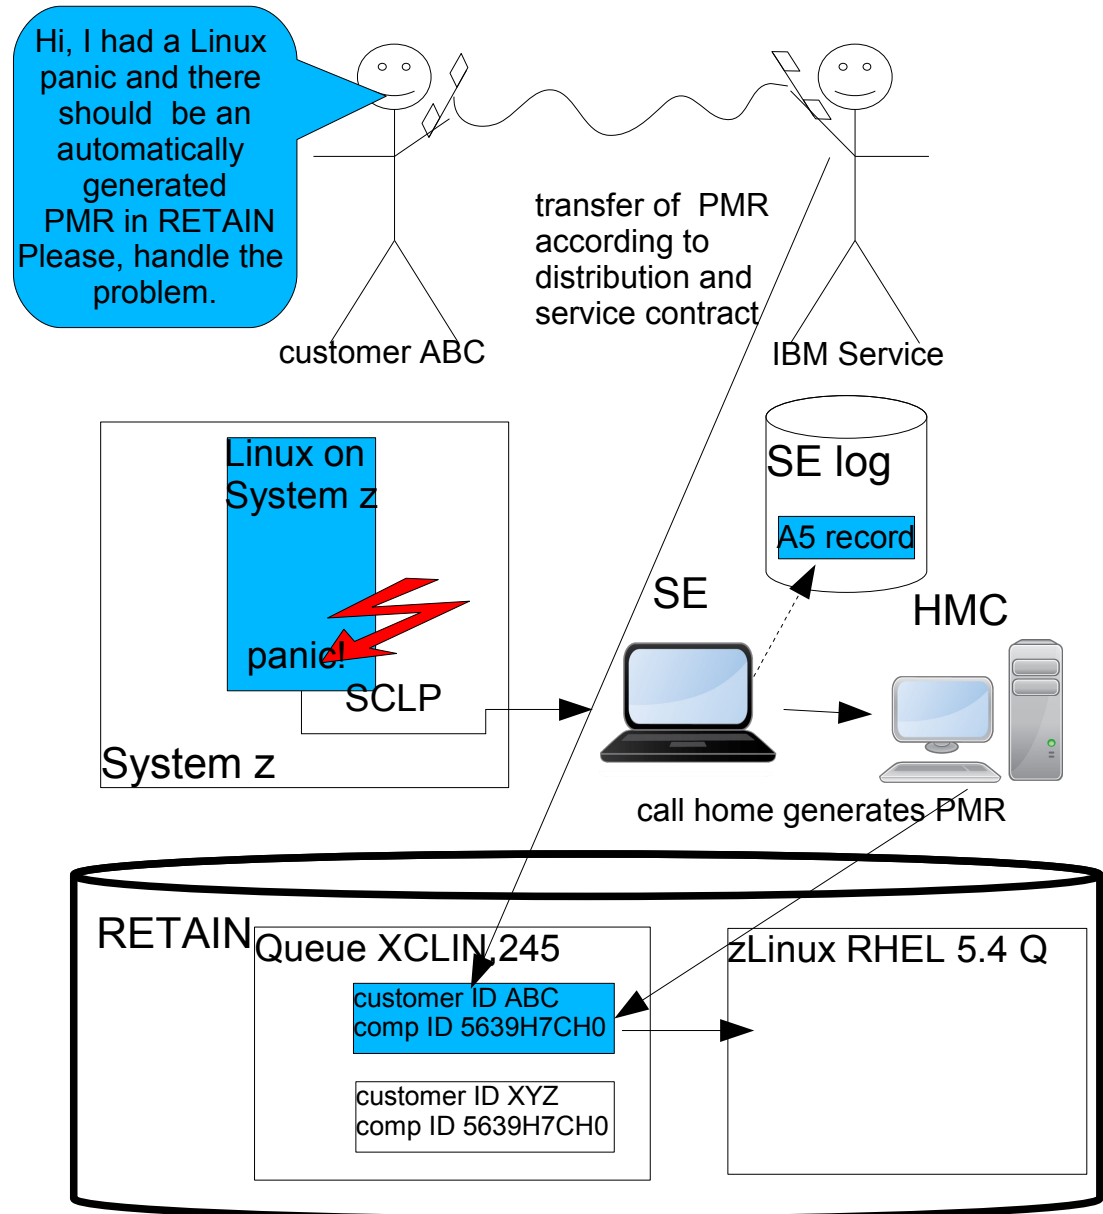 Hi, I had a Linux
panic and there
should be an
automatically
generated
PMR in RETAIN
Please, handle the
problem.
transfer of PMR
according to
distribution and
service contract
customer ABC
IBM Service
Linux on
System z
panic!
SCLP
System z
SE log
A5 record
SE
HMC
call home generates PMR
RETAIN
Queue XCLIN,245
customer ID ABC
comp ID 5639H7CH0
customer ID XYZ
comp ID 5639H7CH0
zLinux RHEL 5.4 Q